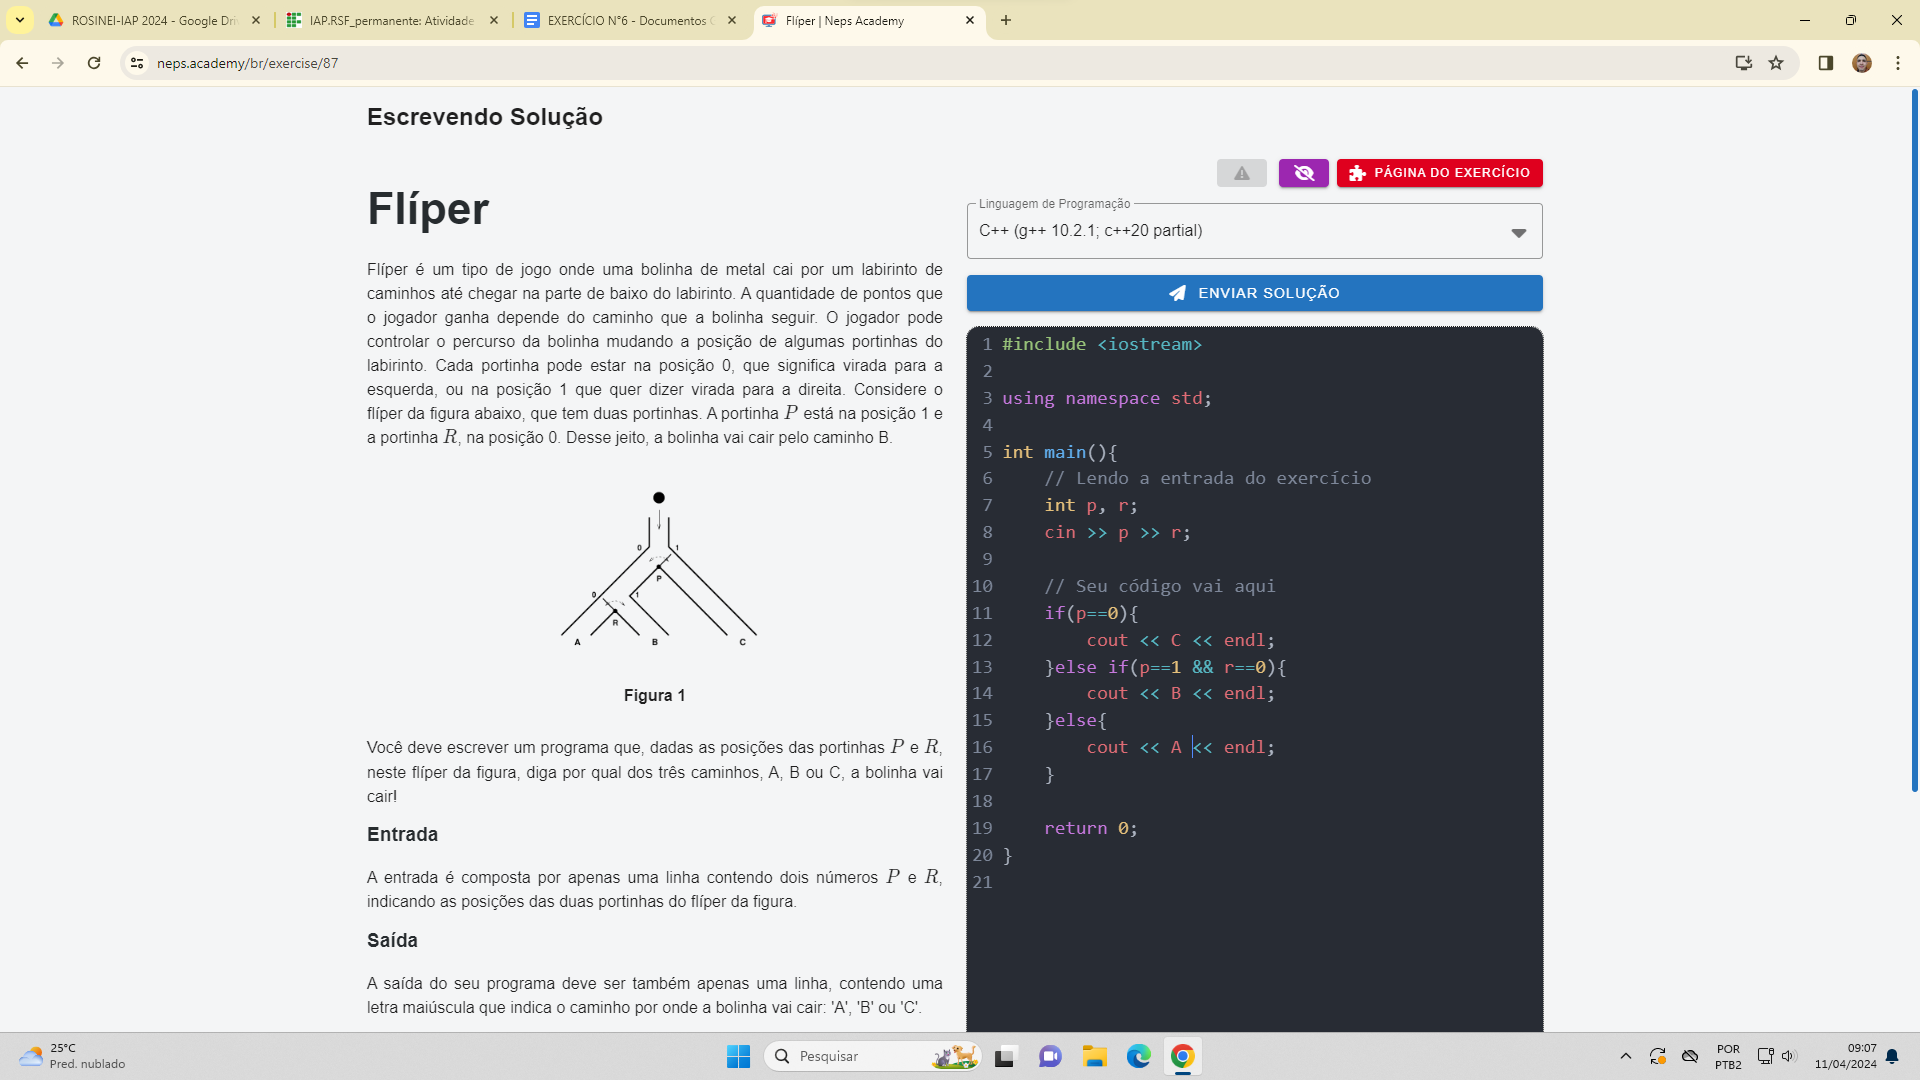 ROSINEI-IAP 2024 - Google Dri
IAP.RSF_permanente: Atividade
EXERCÍCIO N°6 - Documentos G
Flíper | Neps Academy
neps.academy/br/exercise/87
Escrevendo Solução
PÁGINA DO EXERCÍCIO
Flíper
Flíper é um tipo de jogo onde uma bolinha de metal cai por um labirinto de
caminhos até chegar na parte de baixo do labirinto. A quantidade de pontos que
o jogador ganha depende do caminho que a bolinha seguir. O jogador pode
controlar o percurso da bolinha mudando a posição de algumas portinhas do
labirinto. Cada portinha pode estar na posição 0, que significa virada para a
esquerda, ou na posição 1 que quer dizer virada para a direita. Considere o
flíper da figura abaixo, que tem duas portinhas. A portinha P está na posição 1 e
a portinha R, na posição 0. Desse jeito, a bolinha vai cair pelo caminho B.
0 1
P
0 1
R
A B C
Figura 1
Você deve escrever um programa que, dadas as posições das portinhas P e R,
neste flíper da figura, diga por qual dos três caminhos, A, B ou C, a bolinha vai
cair!
Entrada
A entrada é composta por apenas uma linha contendo dois números P e R,
indicando as posições das duas portinhas do flíper da figura.
Saída
A saída do seu programa deve ser também apenas uma linha, contendo uma
letra maiúscula que indica o caminho por onde a bolinha vai cair: 'A', 'B' ou 'C'.
Linguagem de Programação
C++ (g++ 10.2.1; c++20 partial)
ENVIAR SOLUÇÃO
1 #include <iostream>
2
3 using namespace std;
4
5 int main(){
6 // Lendo a entrada do exercício
7 int p, r;
8 cin >> p >> r;
9
10 // Seu código vai aqui
11 if(p==0){
12 cout << C << endl;
13 }else if(p==1 && r==0){
14 cout << B << endl;
15 }else{
16 cout << A << endl;
17 }
18
19 return 0;
20 }
21
25°C
Pred. nublado
Pesquisar
POR
PTB2
09:07
11/04/2024